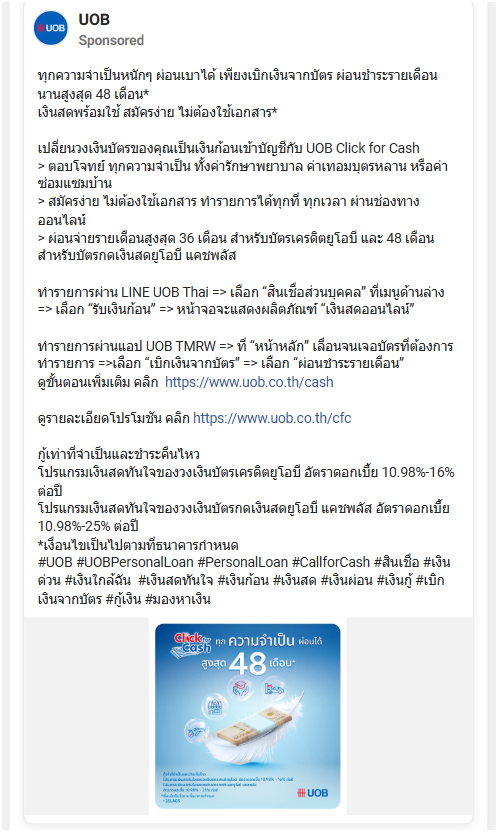 UOB
UOB
Sponsored
ทุกความจำเป็นหนักๆ ผ่อนเบาได้ เพียงเบิกเงินจากบัตร ผ่อนชำระรายเดือน
นานสูงสุด 48 เดือน*
เงินสดพร้อมใช้ สมัครง่าย ไม่ต้องใช้เอกสาร*
เปลี่ยนวงเงินบัตรของคุณเป็นเงินก้อนเข้าบัญชีกับ UOB Click for Cash
> ตอบโจทย์ ทุกความจำเป็น ทั้งค่ารักษาพยาบาล ค่าเทอมบุตรหลาน หรือค่า
ซ่อมแซมบ้าน
> สมัครง่าย ไม่ต้องใช้เอกสาร ทำรายการได้ทุกที่ ทุกเวลา ผ่านช่องทาง
ออนไลน์
> ผ่อนจ่ายรายเดือนสูงสุด 36 เดือน สำหรับบัตรเครดิตยูโอบี และ 48 เดือน
สำหรับบัตรกดเงินสดยูโอบี แคชพลัส
ทำรายการผ่าน LINE UOB Thai => เลือก “สินเชื่อส่วนบุคคล” ที่เมนูด้านล่าง
=> เลือก “รับเงินก้อน” => หน้าจอจะแสดงผลิตภัณฑ์ “เงินสดออนไลน์”
ทำรายการผ่านแอป UOB TMRW => ที่ “หน้าหลัก” เลื่อนจนเจอบัตรที่ต้องการ
ทำรายการ =>เลือก “เบิกเงินจากบัตร” => เลือก “ผ่อนชำระรายเดือน”
ดูขั้นตอนเพิ่มเติม คลิก https://www.uob.co.th/cash
ดูรายละเอียดโปรโมชัน คลิก https://www.uob.co.th/cfc
กู้เท่าที่จำเป็นและชำระคืนไหว
โปรแกรมเงินสดทันใจของวงเงินบัตรเครดิตยูโอบี อัตราดอกเบี้ย 10.98%-16%
ต่อปี
โปรแกรมเงินสดทันใจของวงเงินบัตรกดเงินสดยูโอบี แคชพลัส อัตราดอกเบี้ย
10.98%-25% ต่อปี
*เงื่อนไขเป็นไปตามที่ธนาคารกำหนด
#UOB #UOBPersonalLoan #PersonalLoan #CallforCash #สินเชื่อ #เงิน
ด่วน #เงินใกล้ฉัน #เงินสดทันใจ #เงินก้อน #เงินสด #เงินผ่อน #เงินกู้ #เบิก
เงินจากบัตร #กู้เงิน #มองหาเงิน
Click for Cash
ทุก ความจำเป็น ผ่อนได้
สูงสุด 48 เดือน*
UOB